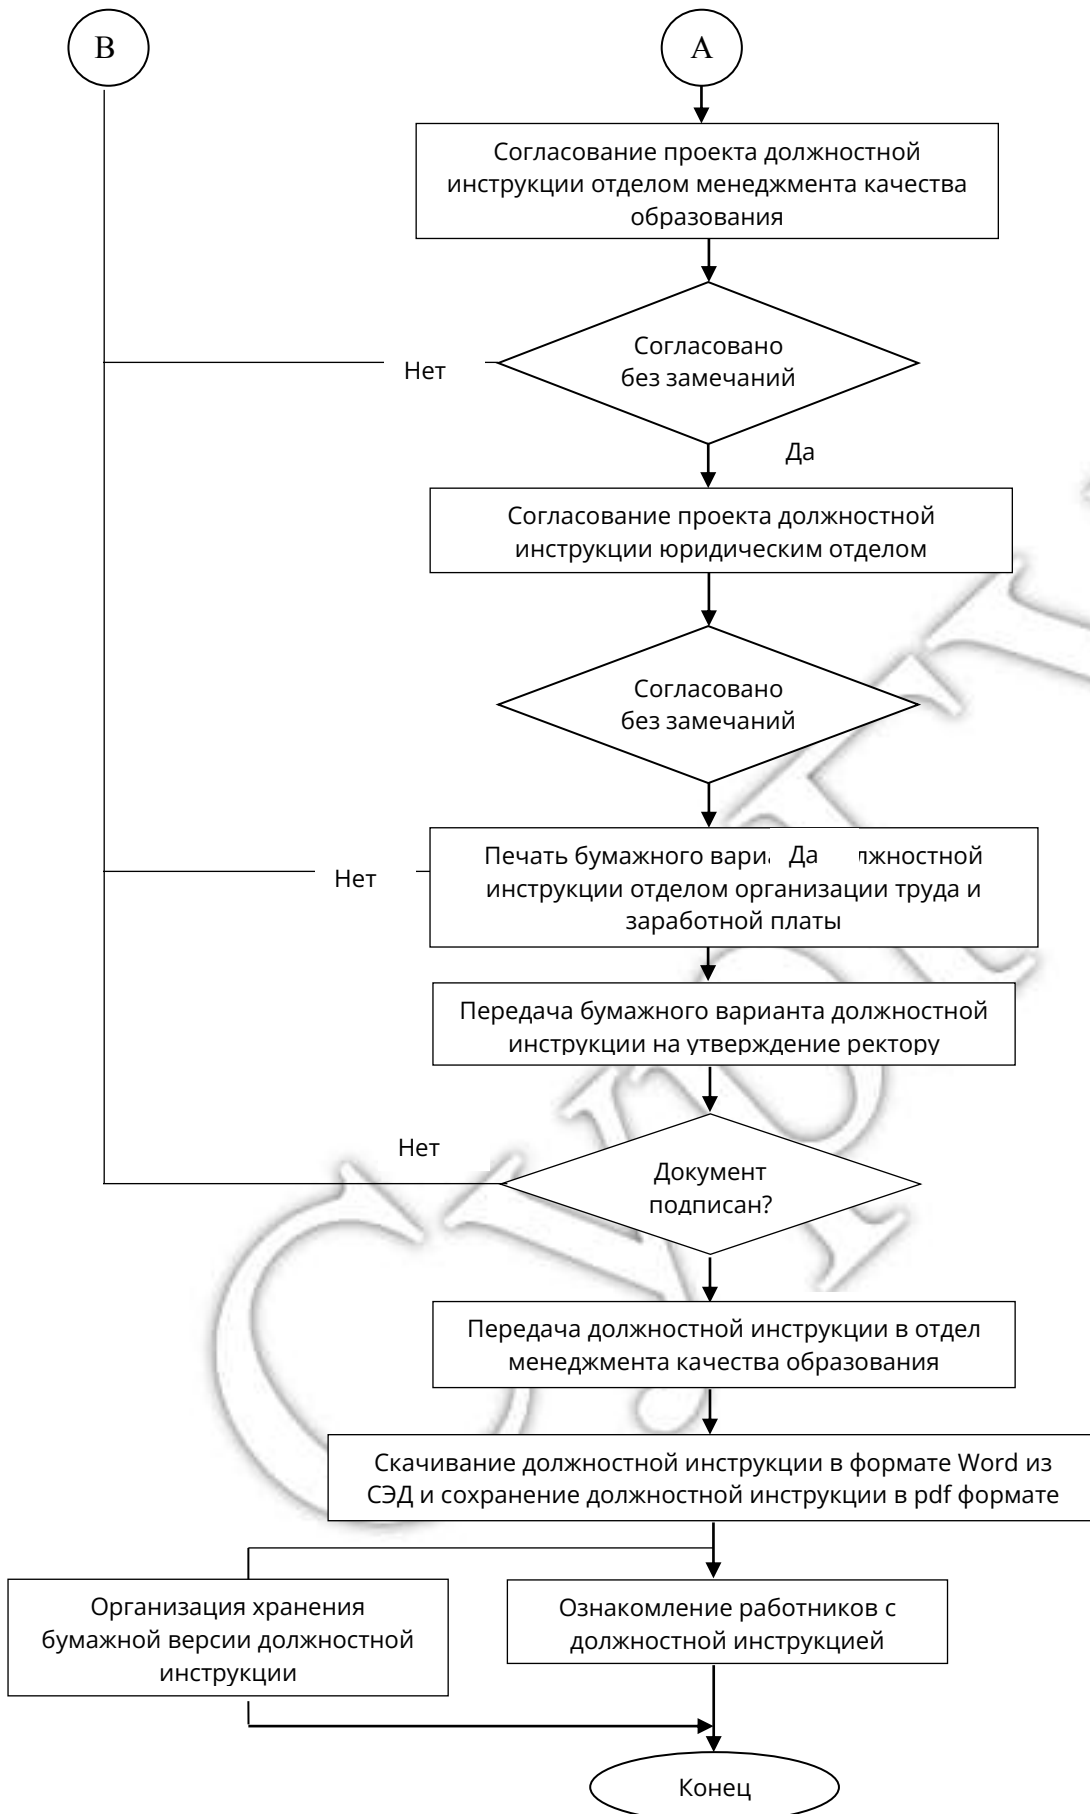 В
А
Согласование проекта должностной
инструкции отделом менеджмента качества
образования
Согласовано
без замечаний
Нет
Да
Согласование проекта должностной
инструкции юридическим отделом
Согласовано
без замечаний
Печать бумажного вари Да лжностной
инструкции отделом организации труда и
заработной платы
Нет
Передача бумажного варианта должностной
инструкции на утверждение ректору
Нет
Документ
подписан?
Передача должностной инструкции в отдел
менеджмента качества образования
Скачивание должностной инструкции в формате Word из
СЭД и сохранение должностной инструкции в pdf формате
Организация хранения
бумажной версии должностной
инструкции
Ознакомление работников с
должностной инструкцией
Конец